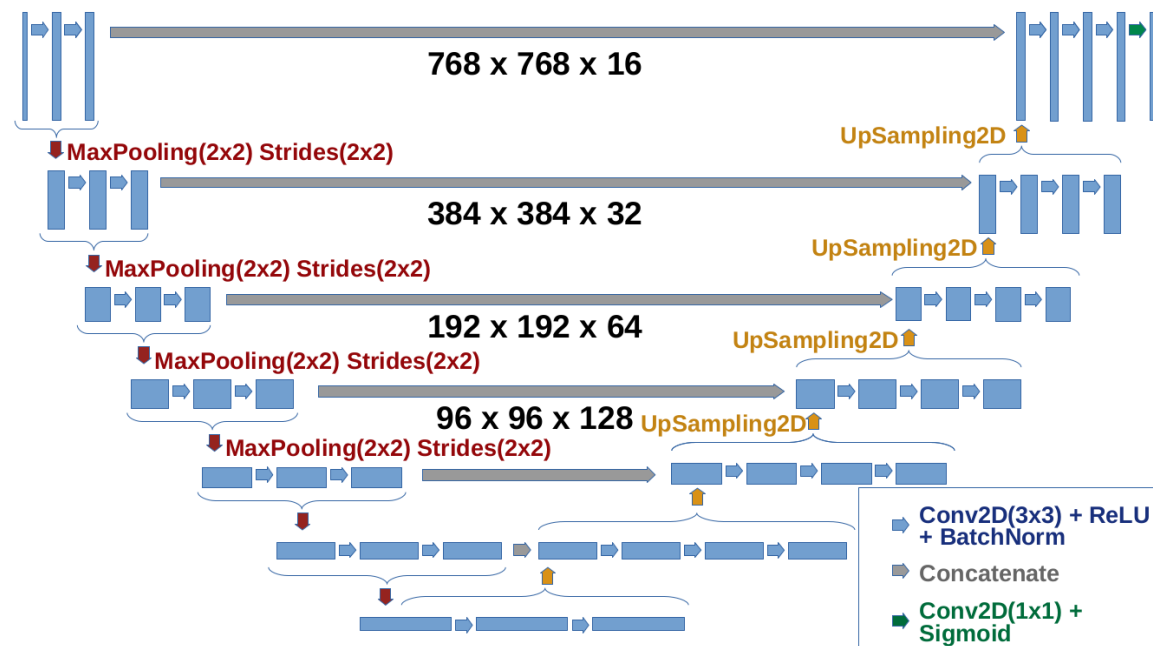 768 x 768 x 16
UpSampling2D
MaxPooling(2x2) Strides(2x2)
384 x 384 x 32
UpSampling2D
MaxPooling(2x2) Strides(2x2)
192 x 192 x 64
UpSampling2D
MaxPooling(2x2) Strides(2x2)
96 x 96 x 128
UpSampling2D
MaxPooling(2x2) Strides(2x2)
Conv2D(3x3) + ReLU
+ BatchNorm
Concatenate
Conv2D(1x1) +
Sigmoid